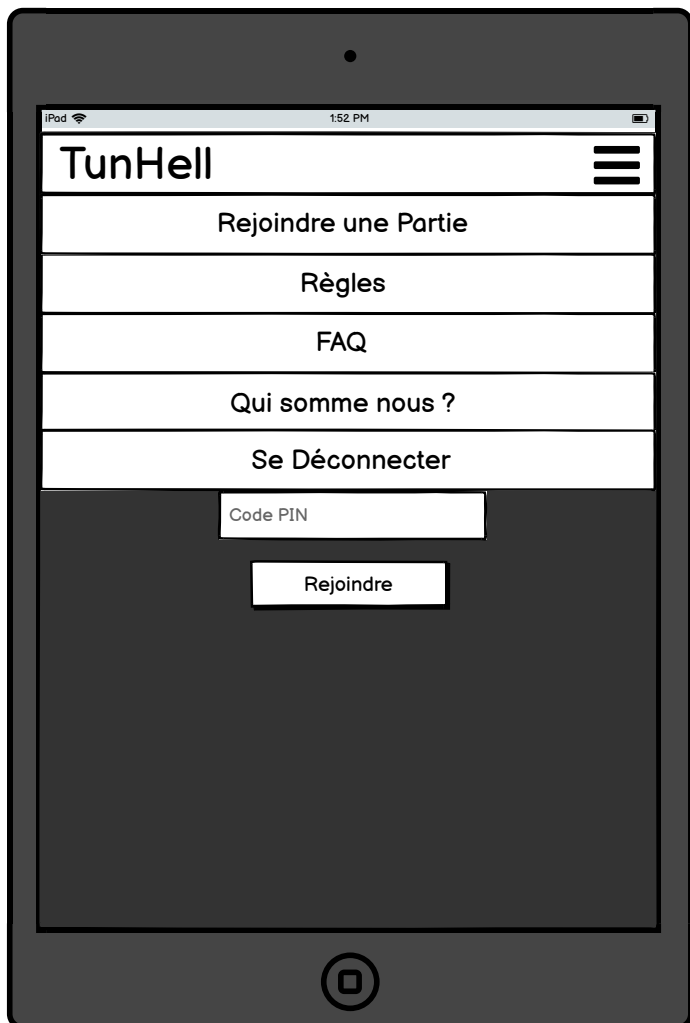 iPad
1:52 PM
TunHell
Rejoindre une Partie
Règles
FAQ
Qui somme nous ?
Se Déconnecter
Code PIN
Rejoindre